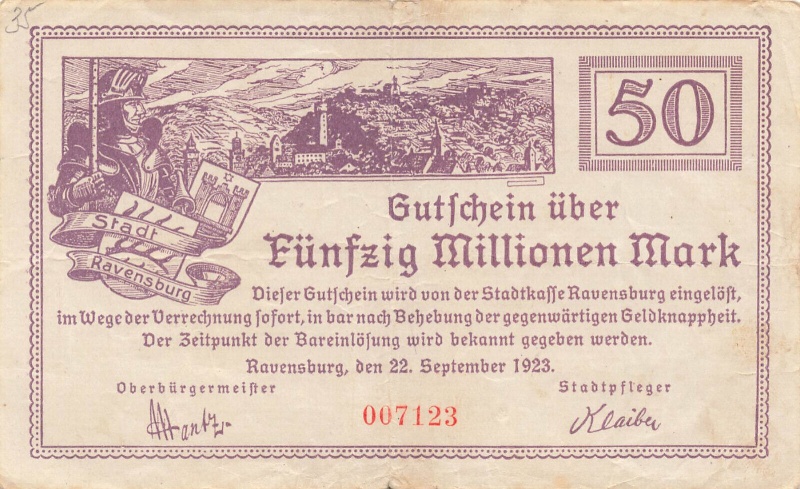 35
50
Stadt
Ravensburg
Gutschein über
Fünfzig Millionen Mark
Dieser Gutschein wird von der Stadtkasse Ravensburg eingelöst,
im Wege der Verrechnung sofort, in bar nach Behebung der gegenwärtigen Geldknappheit.
Der Zeitpunkt der Bareinlösung wird bekannt gegeben werden.
Ravensburg, den 22. September 1923.
Oberbürgermeister Stadtpfleger
007123 Klaiber